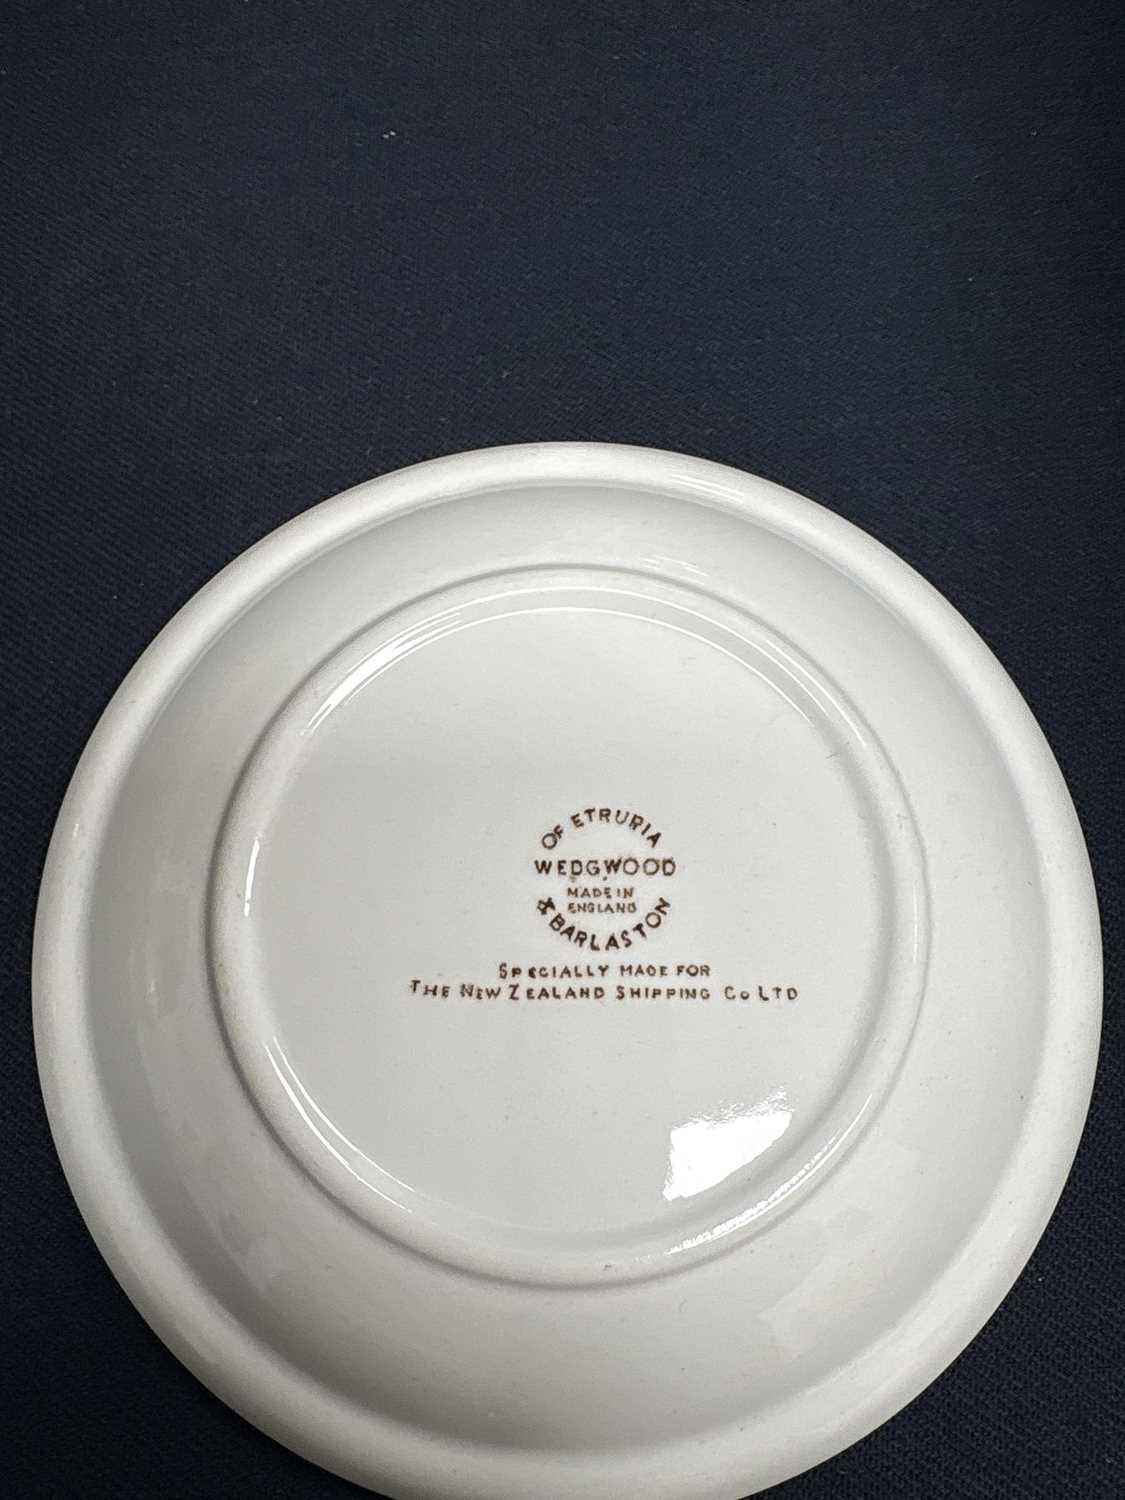 OF ETRURIA
WEDGWOOD
MADE IN
ENGLAND
& BARLASTON
SPECIALLY MADE FOR
THE NEW ZEALAND SHIPPING CO LTD